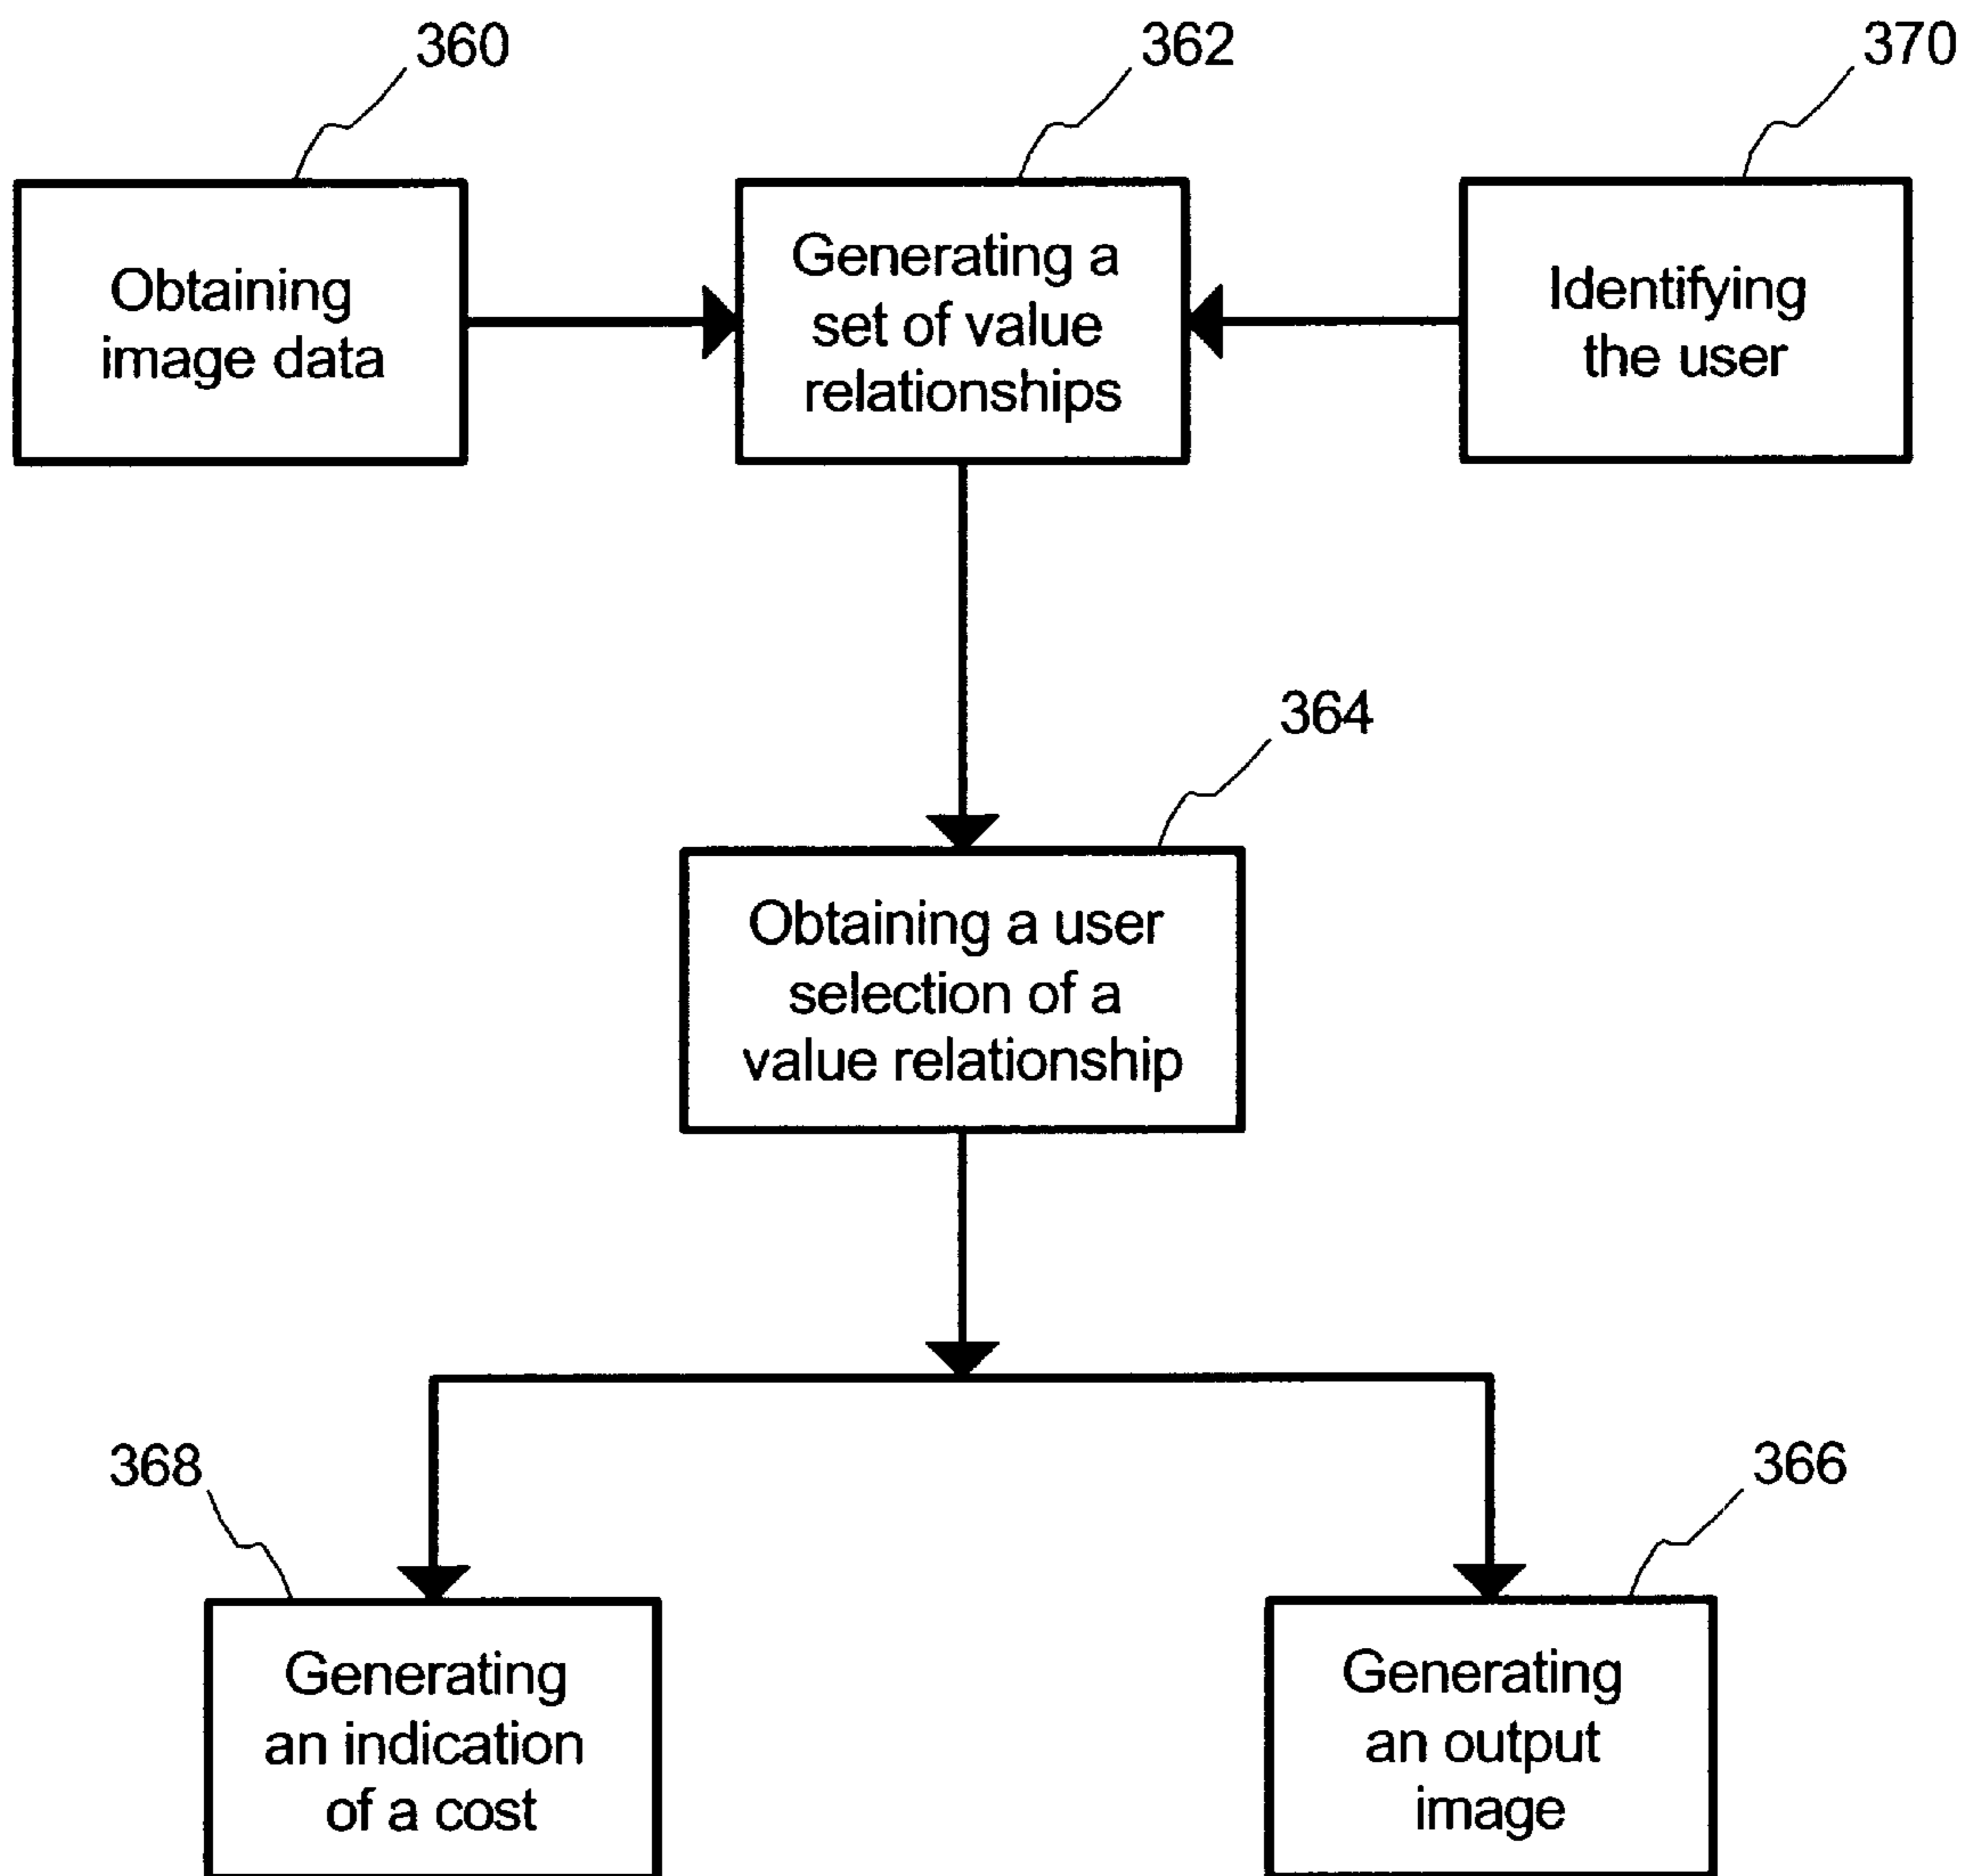 360
362
370
Obtaining
image data
Generating a
set of value
relationships
Identifying
the user
364
Obtaining a user
selection of a
value relationship
368
366
Generating
an indication
of a cost
Generating
an output
image